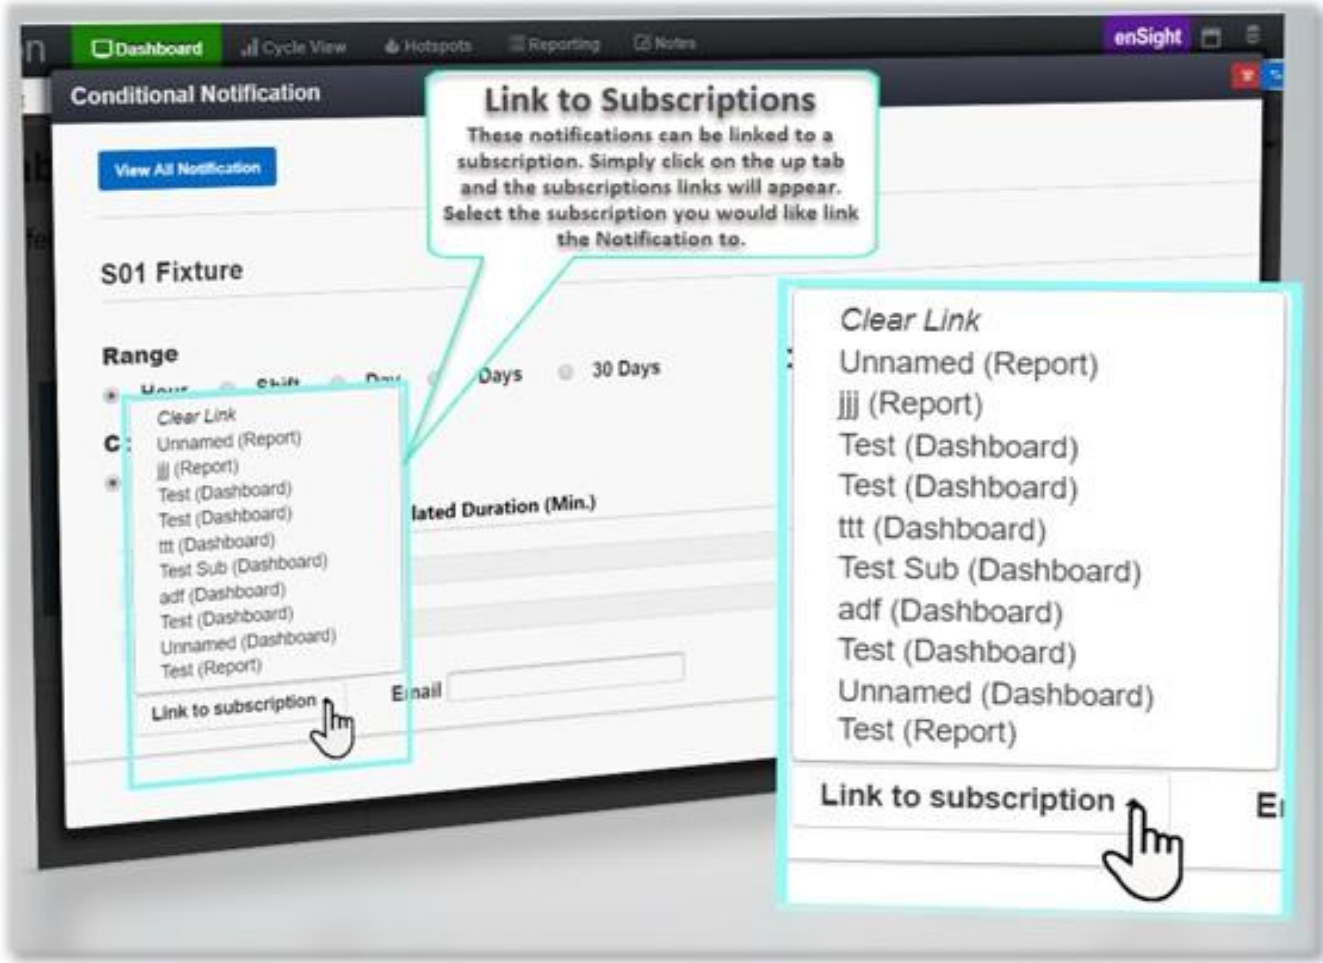 n Dashboard Cycle View Hotspots Reporting Notes enSight
Conditional Notification
Link to Subscriptions
These notifications can be linked to a
subscription. Simply click on the up tab
and the subscriptions links will appear.
Select the subscription you would like link
the Notification to.
View All Notification
S01 Fixture
Range
Hour Shift Day Days 30 Days
C
Clear Link
Unnamed (Report)
jjj (Report)
Test (Dashboard)
Test (Dashboard)
ttt (Dashboard)
Test Sub (Dashboard)
adf (Dashboard)
Test (Dashboard)
Unnamed (Dashboard)
Test (Report)
lated Duration (Min.)
Link to subscription
Email
Clear Link
Unnamed (Report)
jjj (Report)
Test (Dashboard)
Test (Dashboard)
ttt (Dashboard)
Test Sub (Dashboard)
adf (Dashboard)
Test (Dashboard)
Unnamed (Dashboard)
Test (Report)
Link to subscription
E